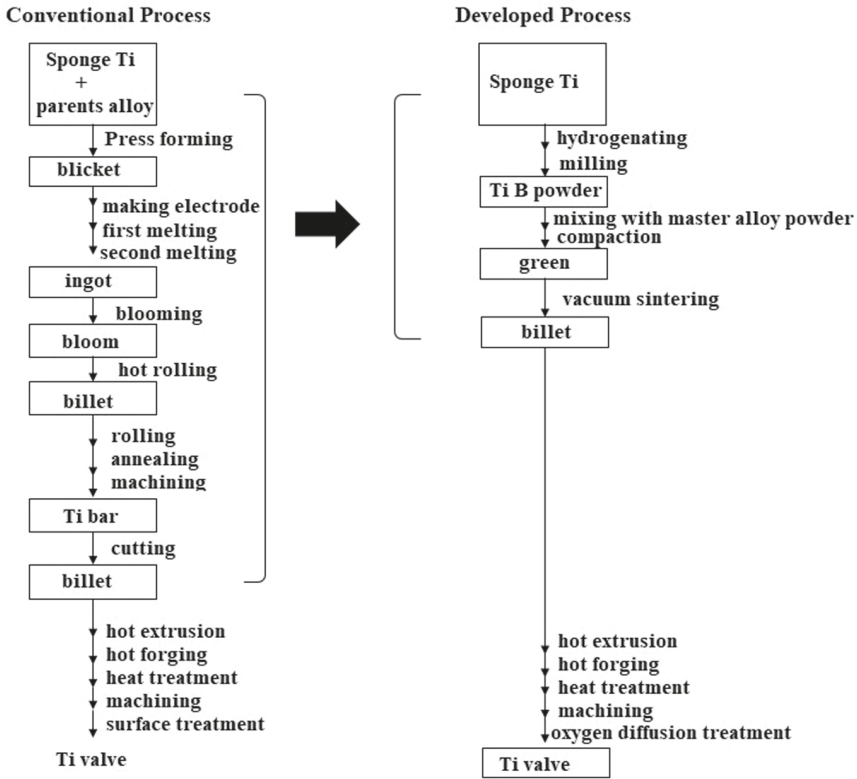 Conventional Process
Sponge Ti
+
parents alloy
Press forming
blicket
making electrode
first melting
second melting
ingot
blooming
bloom
hot rolling
billet
rolling
annealing
machining
Ti bar
cutting
billet
hot extrusion
hot forging
heat treatment
machining
surface treatment
Ti valve
Developed Process
Sponge Ti
hydrogenating
milling
Ti B powder
mixing with master alloy powder
compaction
green
vacuum sintering
billet
hot extrusion
hot forging
heat treatment
machining
oxygen diffusion treatment
Ti valve